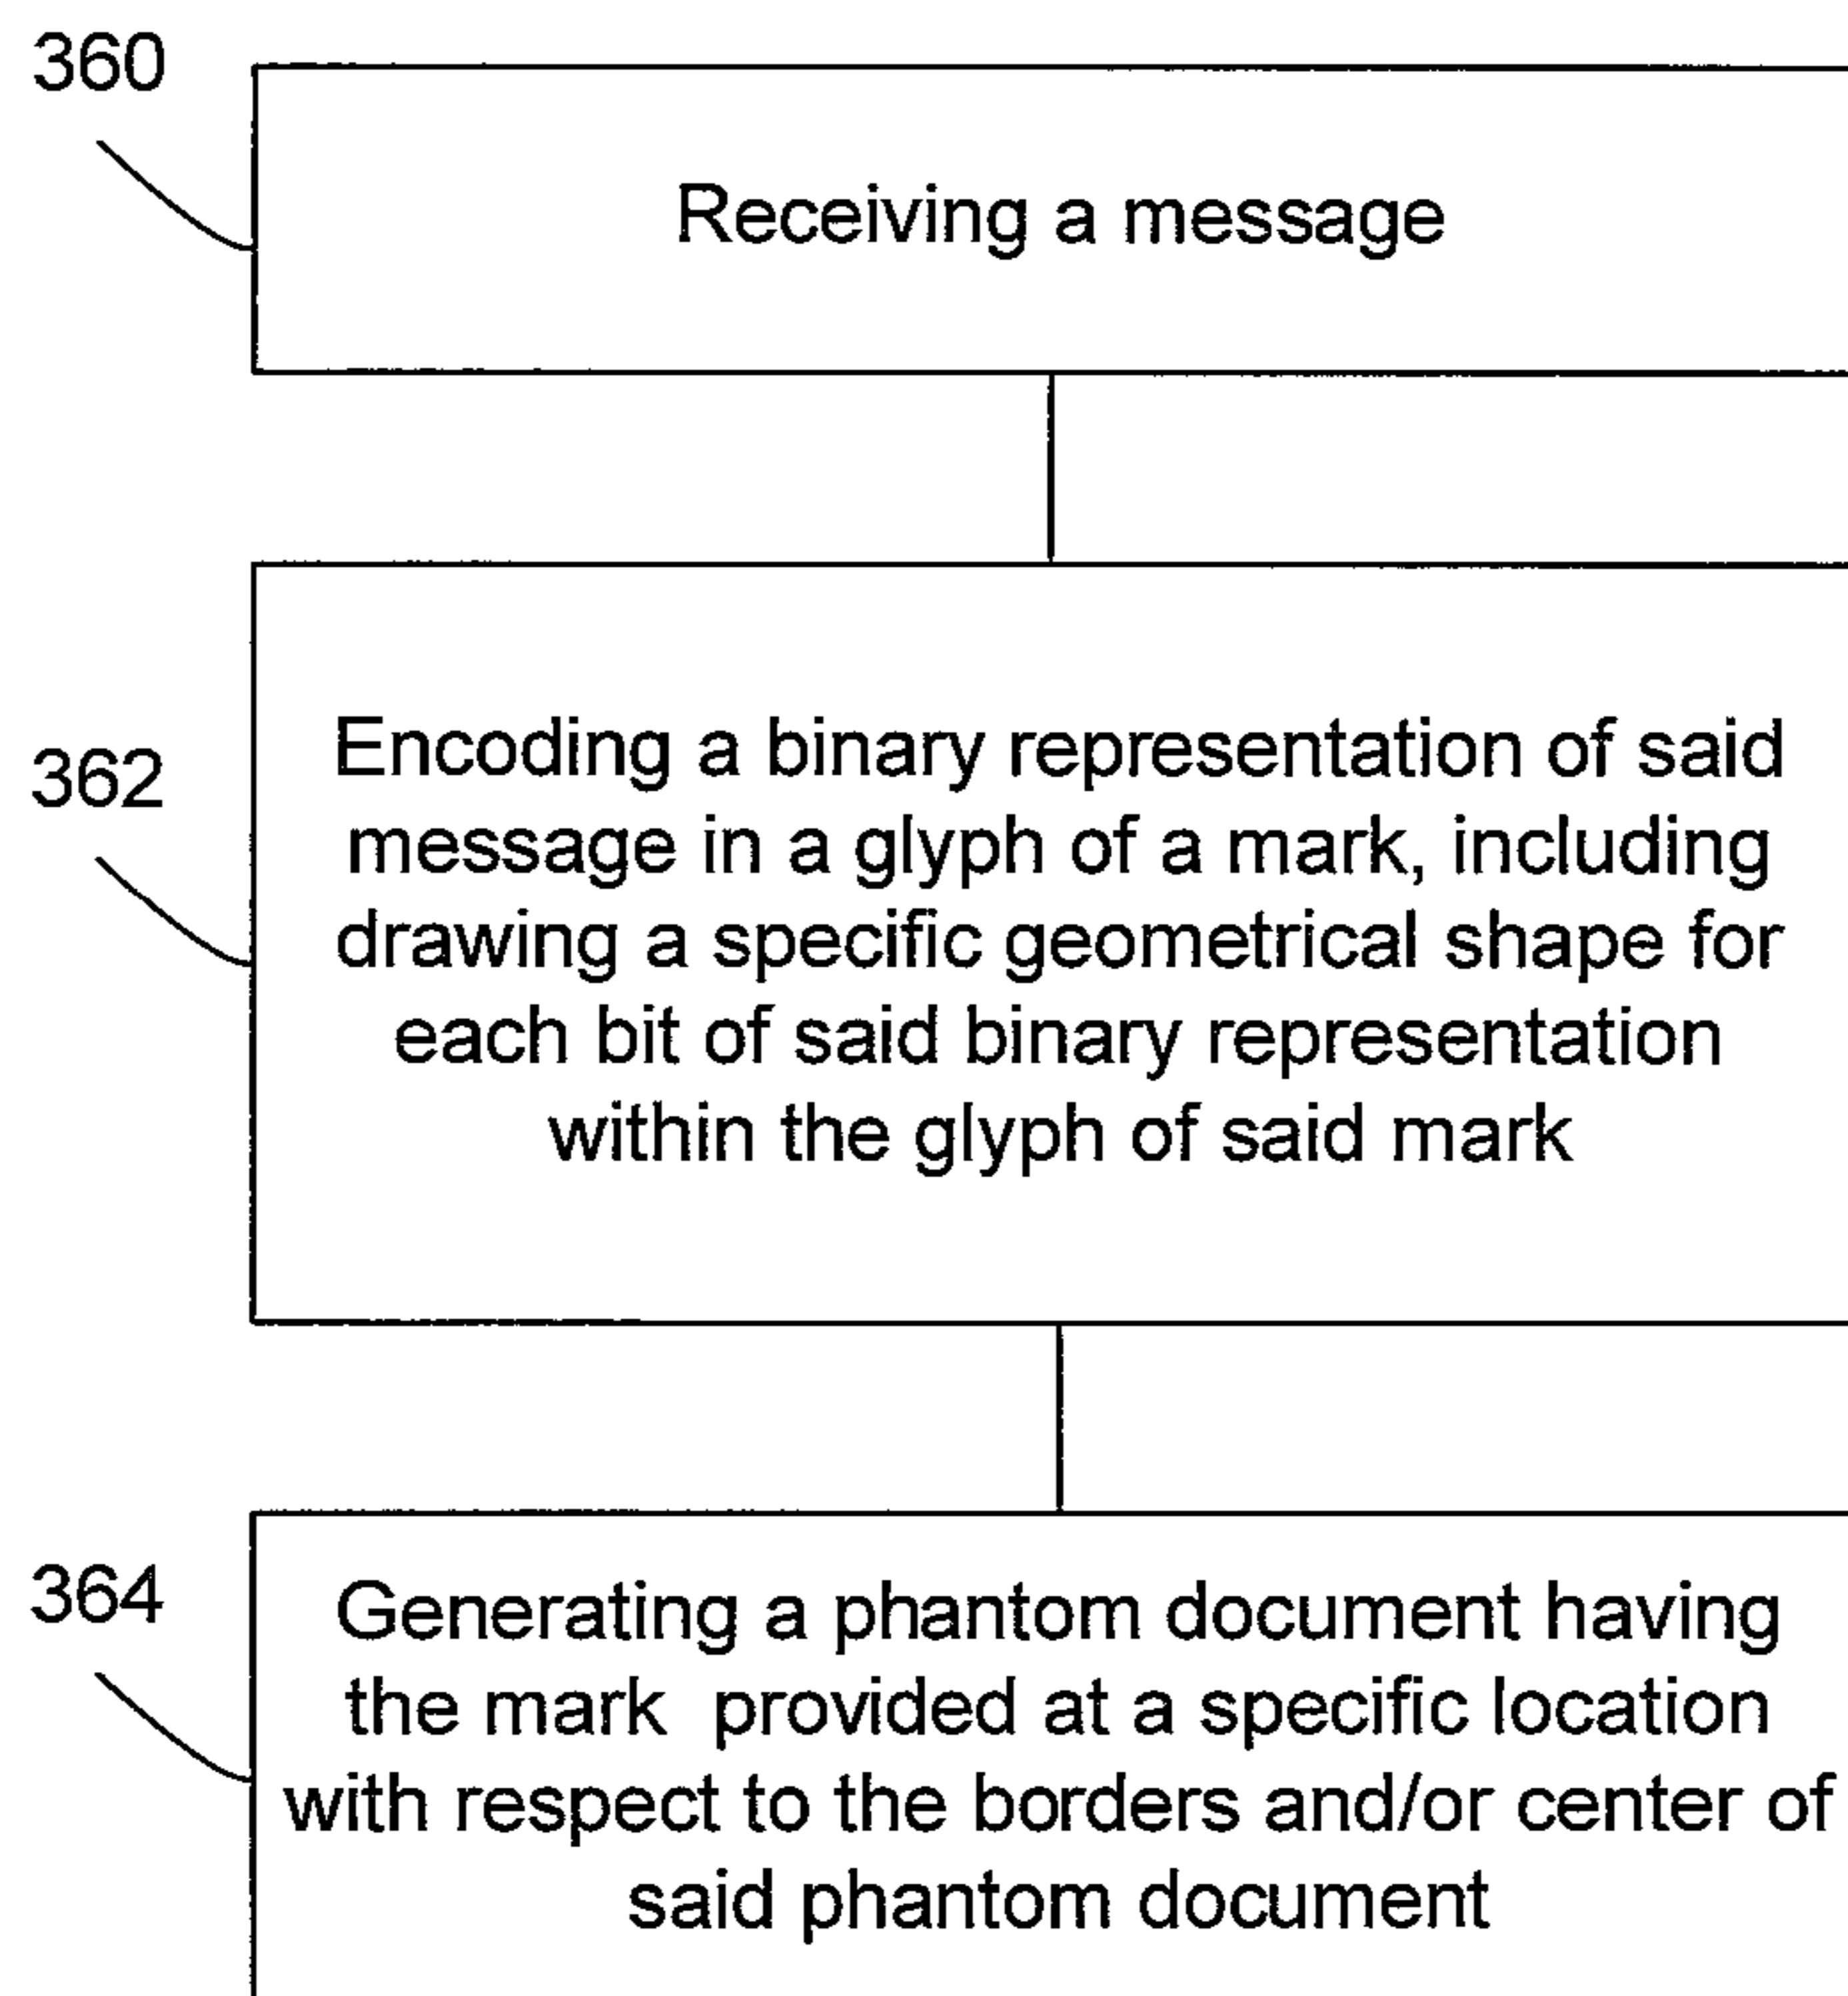 360
Receiving a message
362
Encoding a binary representation of said
message in a glyph of a mark, including
drawing a specific geometrical shape for
each bit of said binary representation
within the glyph of said mark
364
Generating a phantom document having
the mark provided at a specific location
with respect to the borders and/or center of
said phantom document